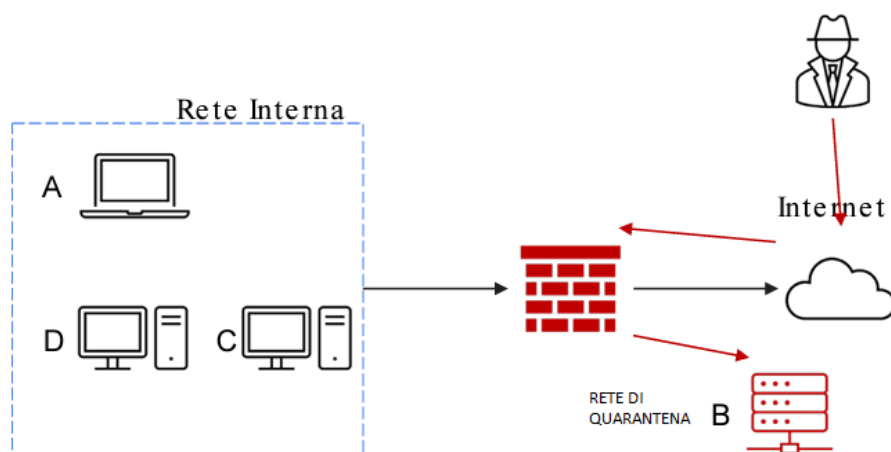 Rete Interna
A
Internet
D
C
RETE DI
QUARANTENA
B